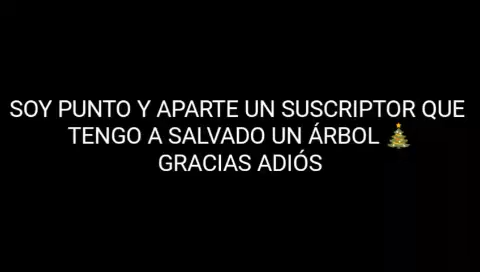 SOY PUNTO Y APARTE UN SUSCRIPTOR QUE
TENGO A SALVADO UN ÁRBOL 🎄
GRACIAS ADIÓS